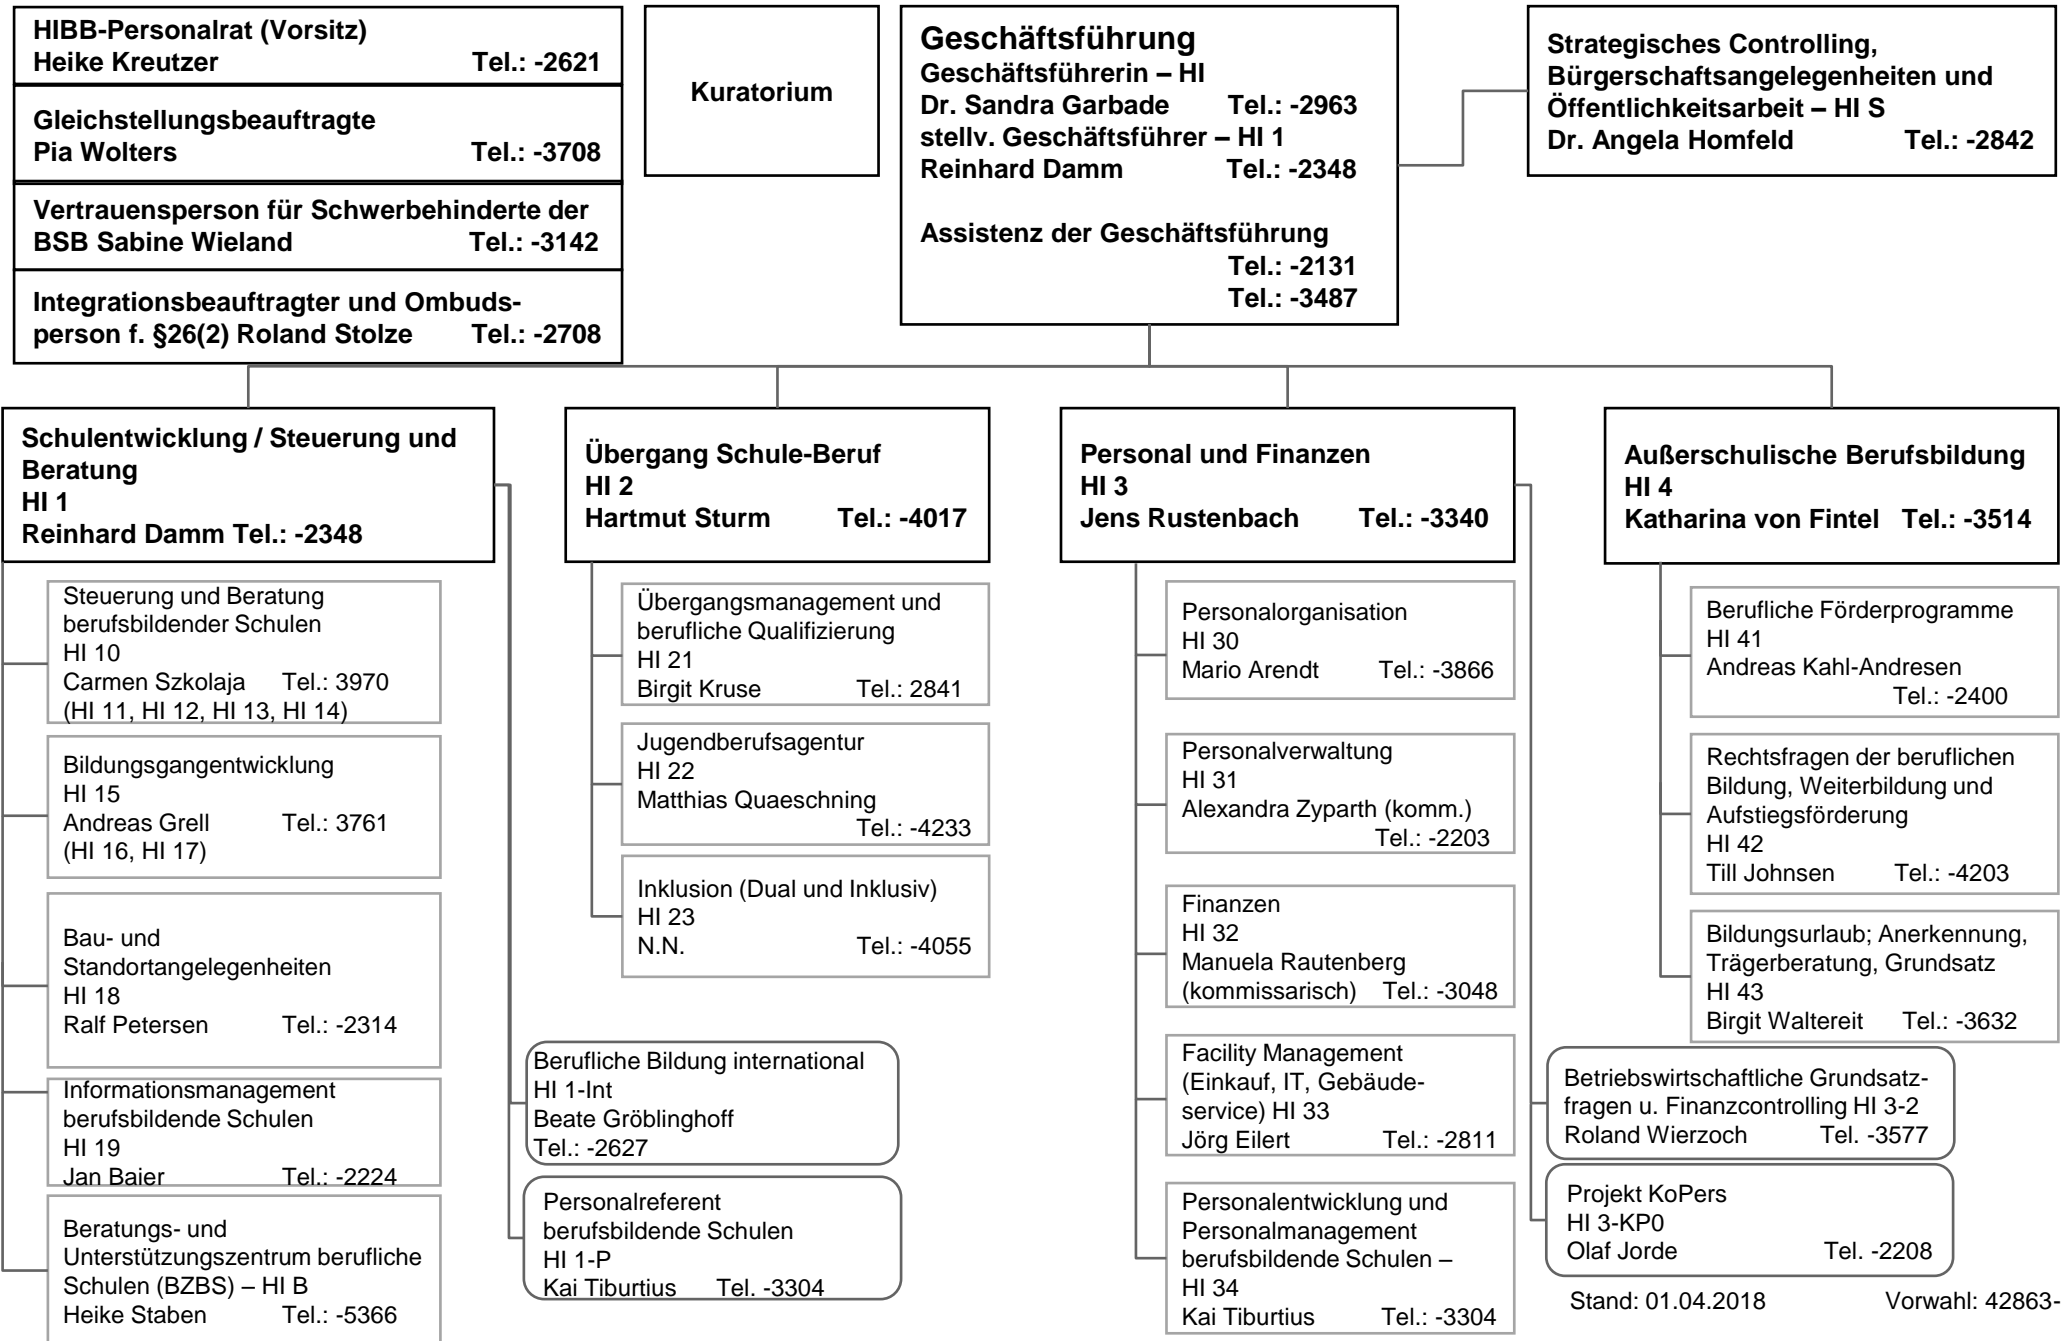 HIBB-Personalrat (Vorsitz)
Heike Kreutzer Tel.: -2621
Gleichstellungsbeauftragte
Pia Wolters Tel.: -3708
Vertrauensperson für Schwerbehinderte der
BSB Sabine Wieland Tel.: -3142
Integrationsbeauftragter und Ombuds-
person f. §26(2) Roland Stolze Tel.: -2708
Kuratorium
Geschäftsführung
Geschäftsführerin – HI
Dr. Sandra Garbade Tel.: -2963
stellv. Geschäftsführer – HI 1
Reinhard Damm Tel.: -2348
Assistenz der Geschäftsführung
Tel.: -2131
Tel.: -3487
Strategisches Controlling,
Bürgerschaftsangelegenheiten und
Öffentlichkeitsarbeit – HI S
Dr. Angela Homfeld Tel.: -2842
Schulentwicklung / Steuerung und
Beratung
HI 1
Reinhard Damm Tel.: -2348
Steuerung und Beratung
berufsbildender Schulen
HI 10
Carmen Szkolaja Tel.: 3970
(HI 11, HI 12, HI 13, HI 14)
Bildungsgangentwicklung
HI 15
Andreas Grell Tel.: 3761
(HI 16, HI 17)
Bau- und
Standortangelegenheiten
HI 18
Ralf Petersen Tel.: -2314
Informationsmanagement
berufsbildende Schulen
HI 19
Jan Baier Tel.: -2224
Beratungs- und
Unterstützungszentrum berufliche
Schulen (BZBS) – HI B
Heike Staben Tel.: -5366
Berufliche Bildung international
HI 1-Int
Beate Gröblinghoff
Tel.: -2627
Personalreferent
berufsbildende Schulen
HI 1-P
Kai Tiburtius Tel. -3304
Übergang Schule-Beruf
HI 2
Hartmut Sturm Tel.: -4017
Übergangsmanagement und
berufliche Qualifizierung
HI 21
Birgit Kruse Tel.: 2841
Jugendberufsagentur
HI 22
Matthias Quaeschning
Tel.: -4233
Inklusion (Dual und Inklusiv)
HI 23
N.N. Tel.: -4055
Personal und Finanzen
HI 3
Jens Rustenbach Tel.: -3340
Personalorganisation
HI 30
Mario Arendt Tel.: -3866
Personalverwaltung
HI 31
Alexandra Zyparth (komm.)
Tel.: -2203
Finanzen
HI 32
Manuela Rautenberg
(kommissarisch) Tel.: -3048
Facility Management
(Einkauf, IT, Gebäude-
service) HI 33
Jörg Eilert Tel.: -2811
Personalentwicklung und
Personalmanagement
berufsbildende Schulen –
HI 34
Kai Tiburtius Tel.: -3304
Außerschulische Berufsbildung
HI 4
Katharina von Fintel Tel.: -3514
Berufliche Förderprogramme
HI 41
Andreas Kahl-Andresen
Tel.: -2400
Rechtsfragen der beruflichen
Bildung, Weiterbildung und
Aufstiegsförderung
HI 42
Till Johnsen Tel.: -4203
Bildungsurlaub; Anerkennung,
Trägerberatung, Grundsatz
HI 43
Birgit Waltereit Tel.: -3632
Betriebswirtschaftliche Grundsatz-
fragen u. Finanzcontrolling HI 3-2
Roland Wierzoch Tel. -3577
Projekt KoPers
HI 3-KP0
Olaf Jorde Tel. -2208
Stand: 01.04.2018 Vorwahl: 42863-